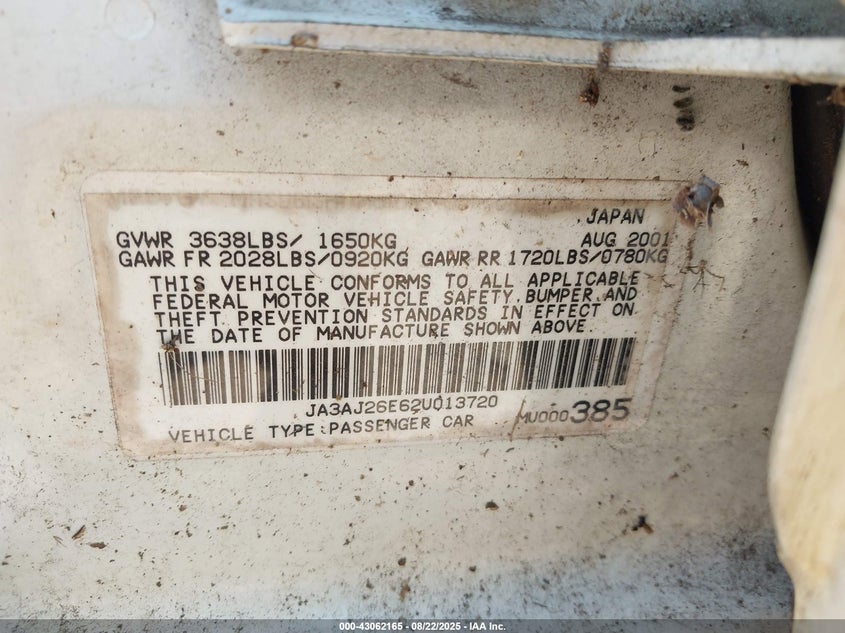 JAPAN
GVWR 3638LBS/ 1650KG AUG 2001
GAWR FR 2028LBS/0920KG GAWR RR 1720LBS/0780KG
THIS VEHICLE CONFORMS TO ALL APPLICABLE
FEDERAL MOTOR VEHICLE SAFETY, BUMPER, AND
THEFT PREVENTION STANDARDS IN EFFECT ON
THE DATE OF MANUFACTURE SHOWN ABOVE.
JA3AJ26E62U013720
VEHICLE TYPE:PASSENGER CAR MU000385
000-43062165 - 08/22/2025 - IAA Inc.